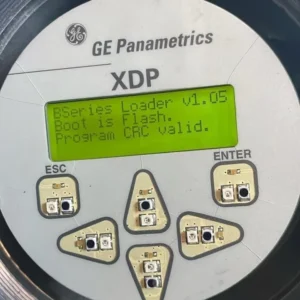 GE Panametrics
XDP
BSeries Loader v1.05
Boot is Flash.
Program CRC valid.
ESC
ENTER